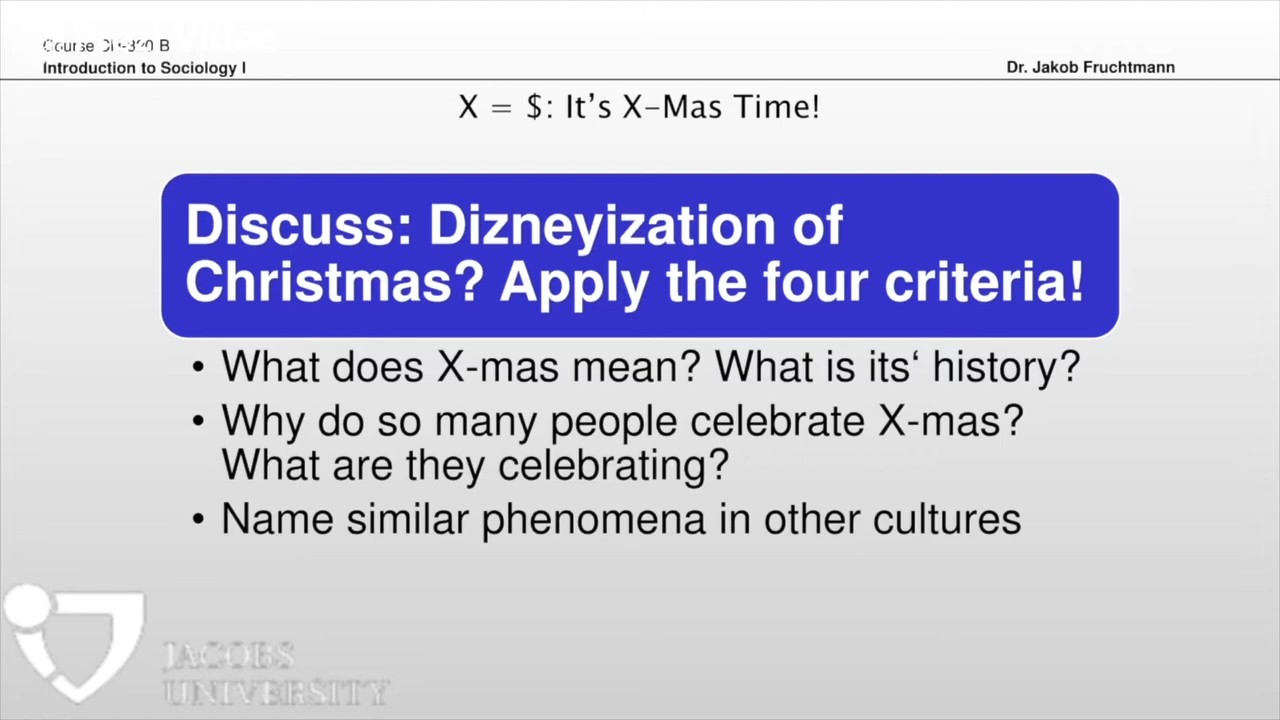 Course
B
Introduction to Sociology I
Dr. Jakob Fruchtmann
X = $: It's X-Mas Time!
Discuss: Dizneyization of
Christmas? Apply the four criteria!
• What does X-mas mean? What is its‘ history?
• Why do so many people celebrate X-mas?
What are they celebrating?
• Name similar phenomena in other cultures
JACOBS
UNIVERSITY